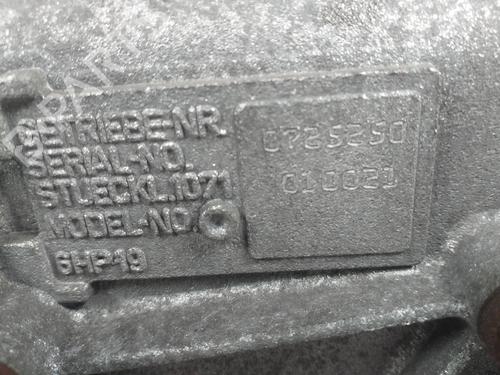 GETRIEBE-NR.
SERIAL-NO.
STUECKL.1071
MODEL-NO.
6HP19
0725250
010021